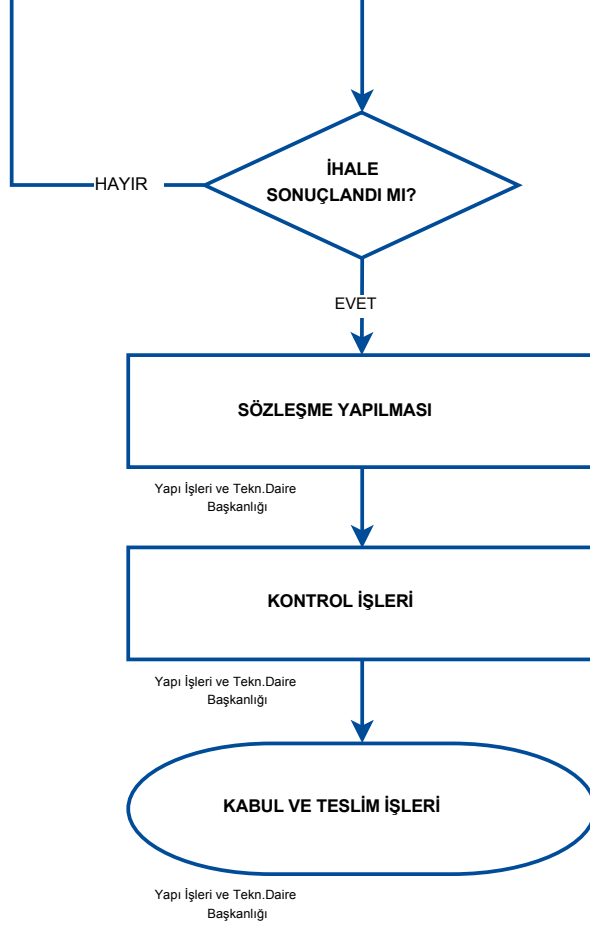 İHALE
SONUÇLANDI MI?
HAYIR
EVET
SÖZLEŞME YAPILMASI
Yapı İşleri ve Tekn.Daire
Başkanlığı
KONTROL İŞLERİ
Yapı İşleri ve Tekn.Daire
Başkanlığı
KABUL VE TESLİM İŞLERİ
Yapı İşleri ve Tekn.Daire
Başkanlığı